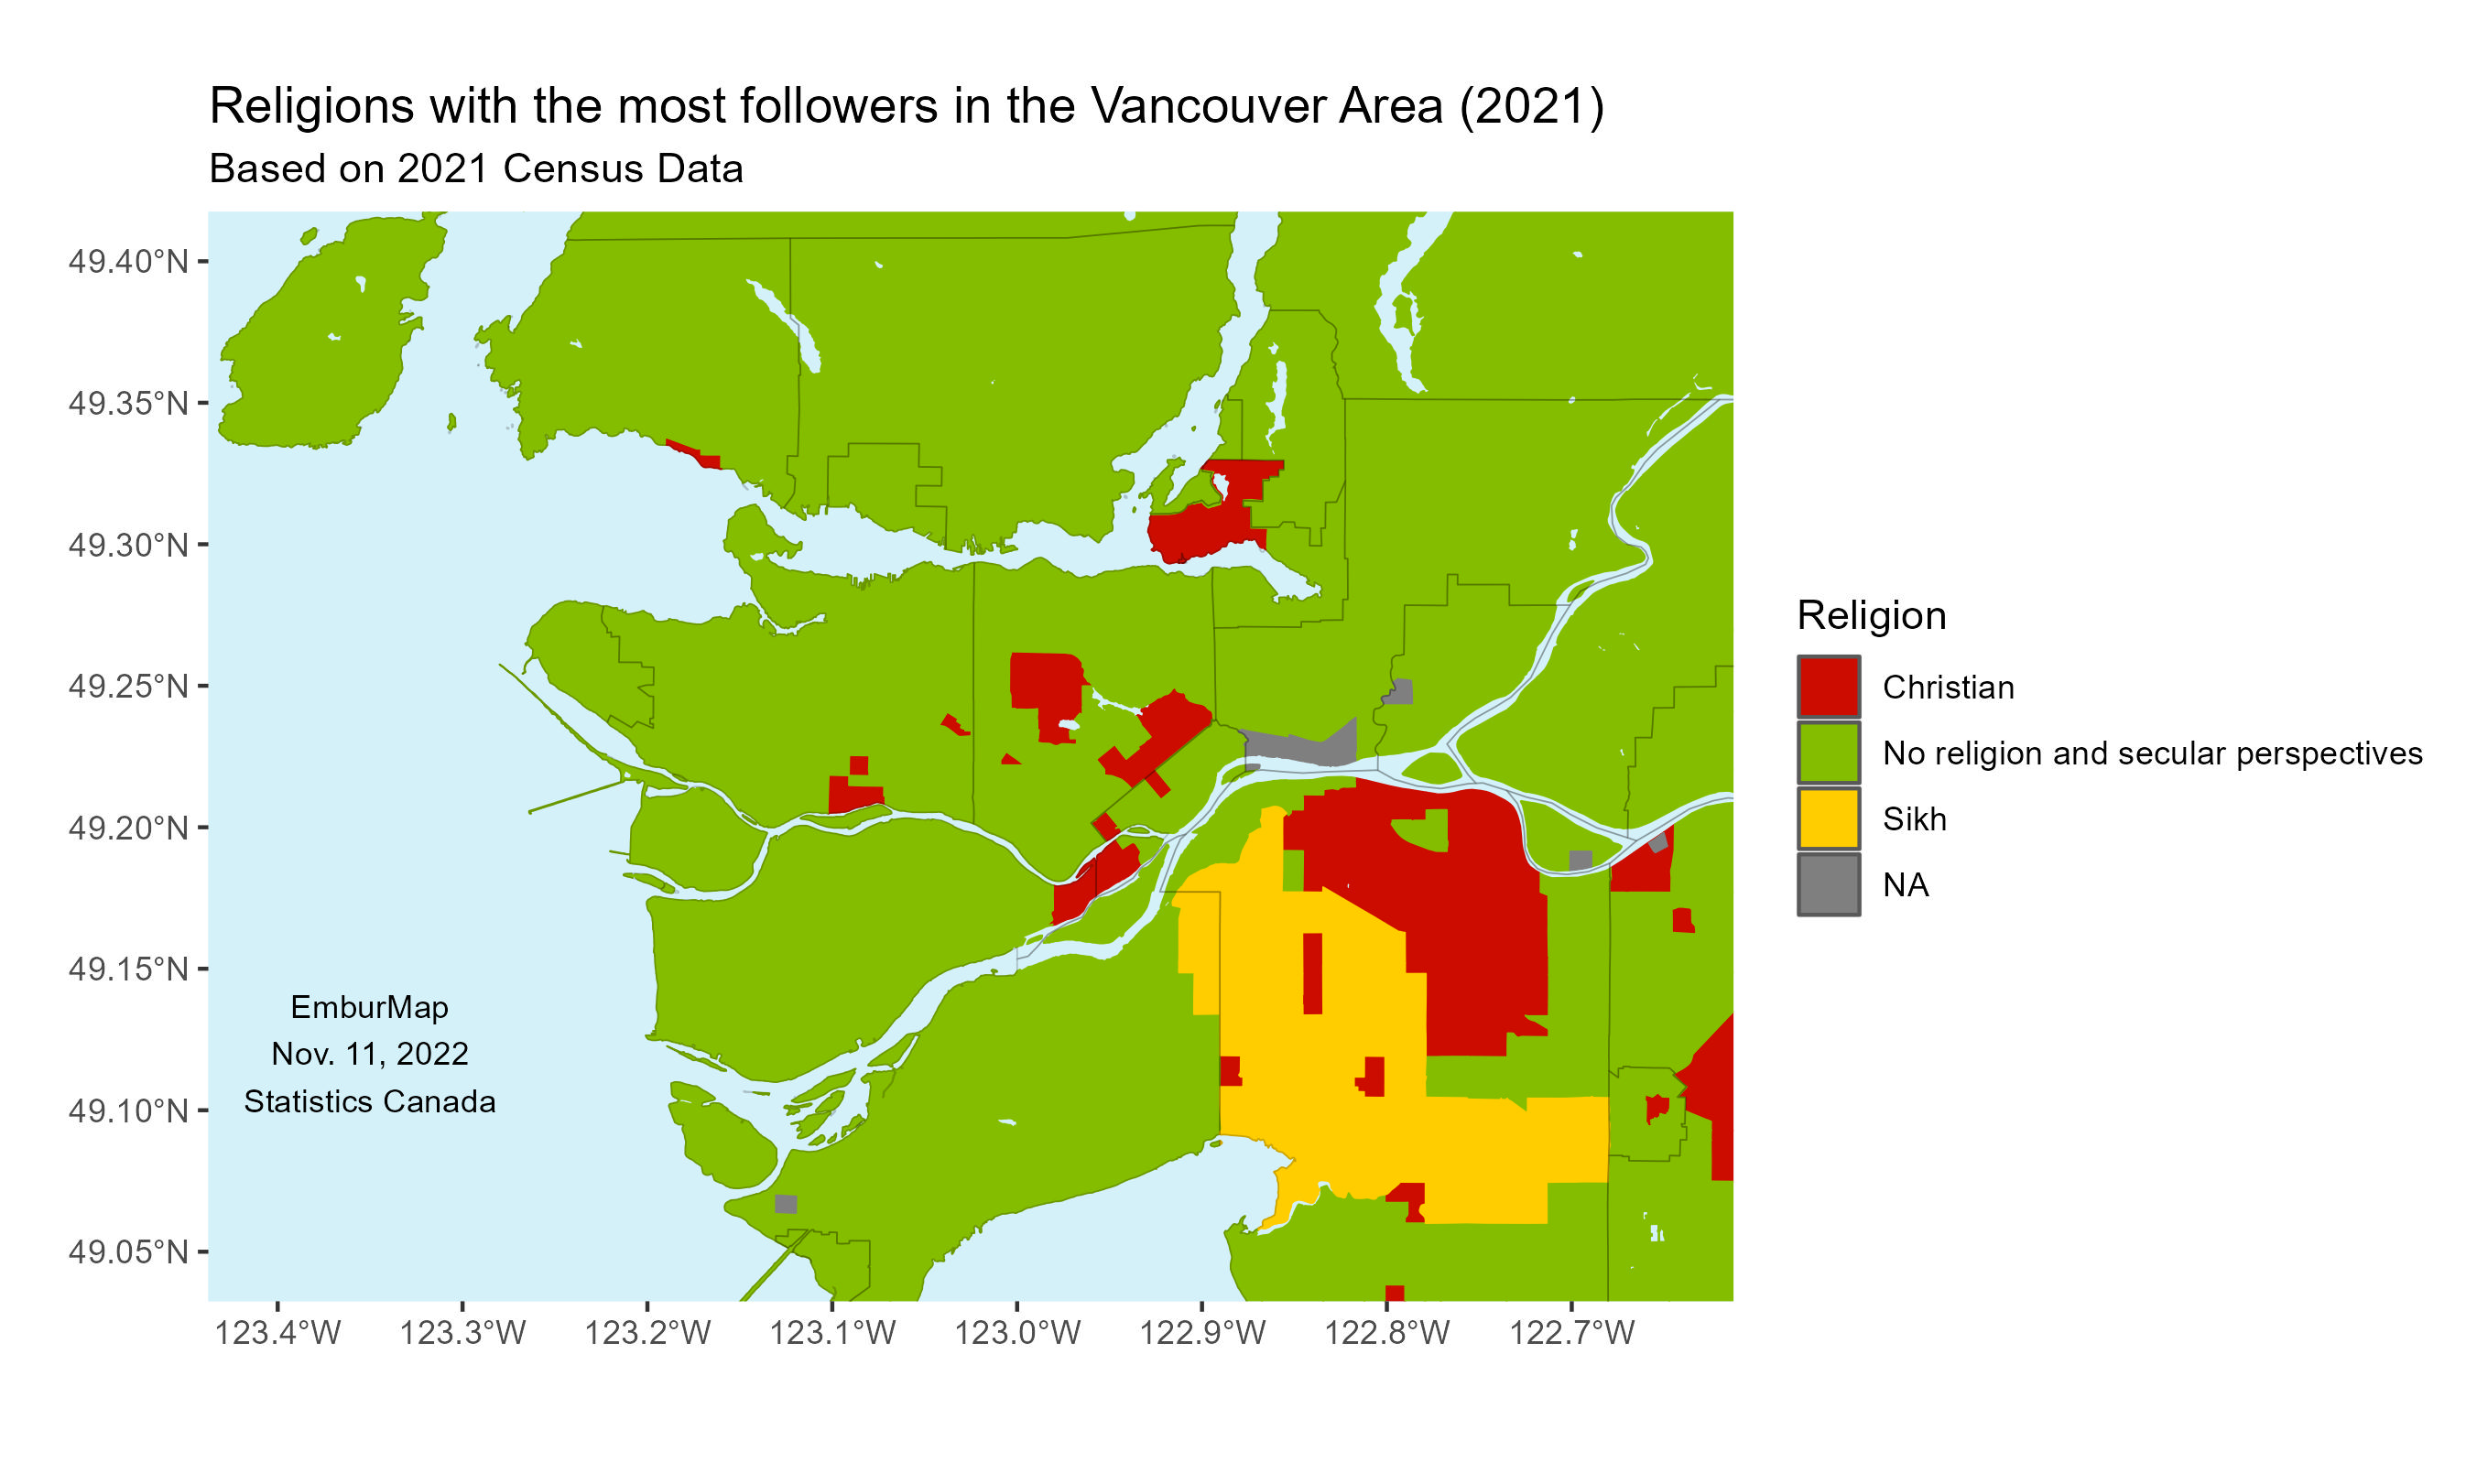 Religions with the most followers in the Vancouver Area (2021)
Based on 2021 Census Data
49.40°N
49.35°N
49.30°N
49.25°N
49.20°N
49.15°N
49.10°N
49.05°N
EmburMap
Nov. 11, 2022
Statistics Canada
123.4°W
123.3°W
123.2°W
123.1°W
123.0°W
122.9°W
122.8°W
122.7°W
Religion
Christian
No religion and secular perspectives
Sikh
NA